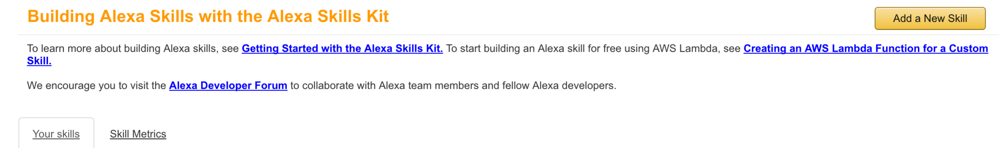 Building Alexa Skills with the Alexa Skills Kit
Add a New Skill
To learn more about building Alexa skills, see Getting Started with the Alexa Skills Kit. To start building an Alexa skill for free using AWS Lambda, see Creating an AWS Lambda Function for a Custom
Skill.
We encourage you to visit the Alexa Developer Forum to collaborate with Alexa team members and fellow Alexa developers.
Your skills
Skill Metrics